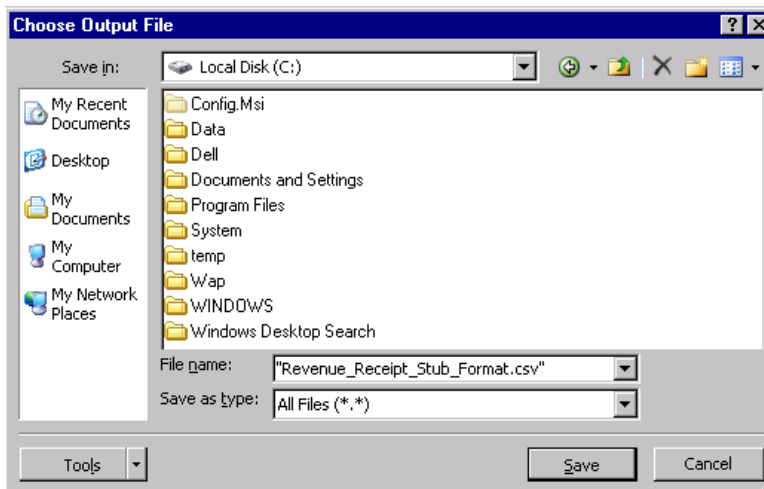 Choose Output File
Save in:
Local Disk (C:)
My Recent
Documents
Desktop
My
Documents
My
Computer
My Network
Places
Config.Msi
Data
Dell
Documents and Settings
Program Files
System
temp
Wap
WINDOWS
Windows Desktop Search
File name:
"Revenue_Receipt_Stub_Format.csv"
Save as type:
All Files (*.*)
Tools
Save
Cancel